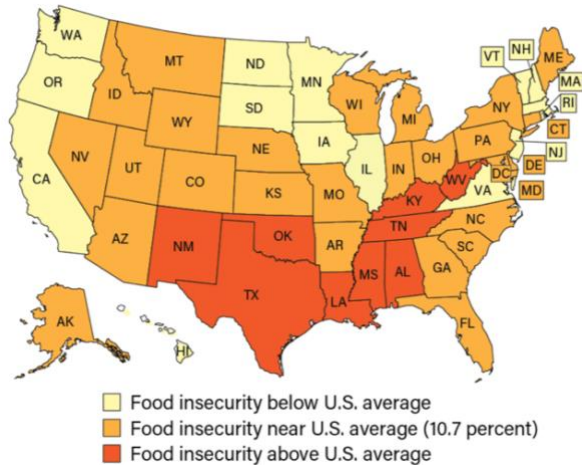 WA
MT
ND
MN
VT
NH
ME
MA
RI
OR
ID
SD
WI
NY
CT
WY
MI
NJ
NV
NE
IA
PA
DE
UT
IL
IN
OH
DC
MD
CA
CO
KS
MO
KY
WV
VA
AZ
NM
OK
AR
TN
NC
SC
TX
LA
MS
AL
GA
AK
HI
FL
Food insecurity below U.S. average
Food insecurity near U.S. average (10.7 percent)
Food insecurity above U.S. average